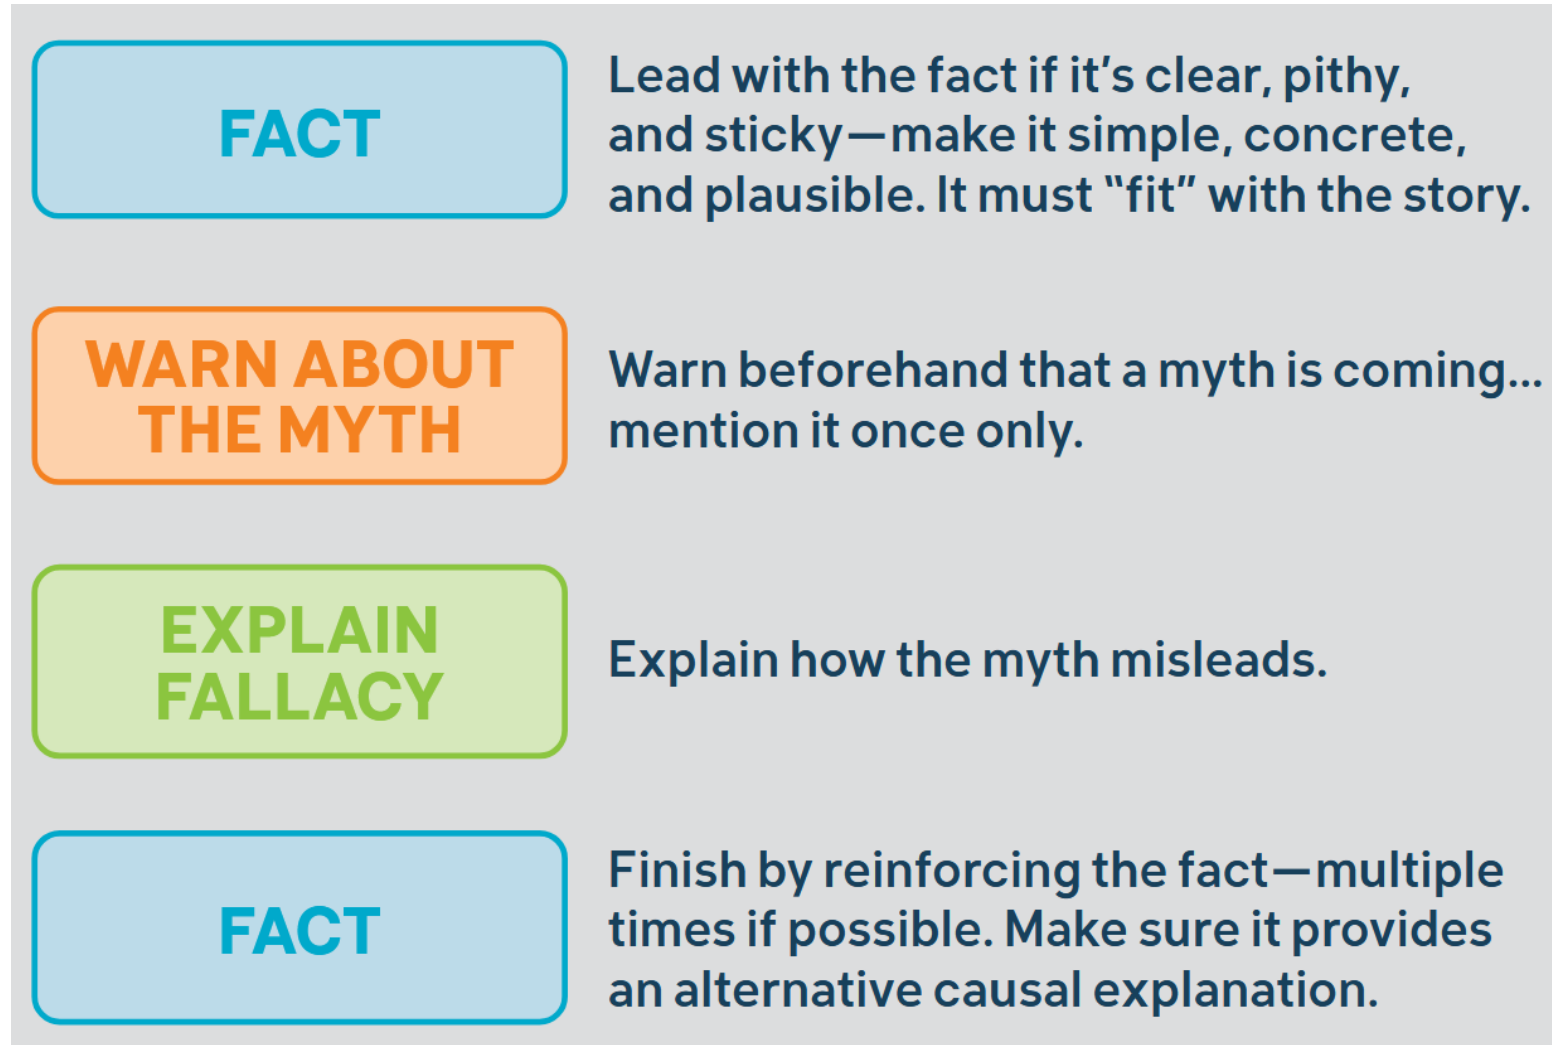 FACT
Lead with the fact if it’s clear, pithy,
and sticky—make it simple, concrete,
and plausible. It must “fit” with the story.
WARN ABOUT
THE MYTH
Warn beforehand that a myth is coming...
mention it once only.
EXPLAIN
FALLACY
Explain how the myth misleads.
FACT
Finish by reinforcing the fact—multiple
times if possible. Make sure it provides
an alternative causal explanation.